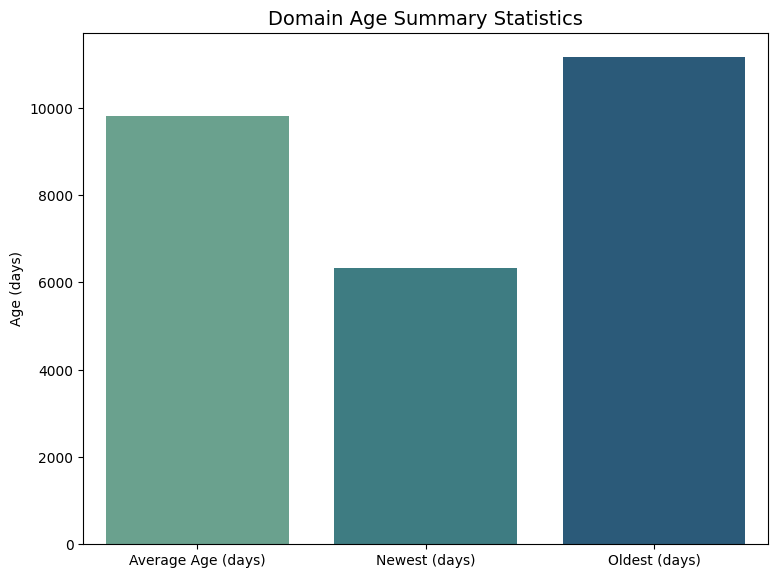 Domain Age Summary Statistics
Age (days)
10000
8000
6000
4000
2000
0
Average Age (days)
Newest (days)
Oldest (days)